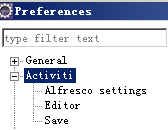 Preferences
type filter text
General
Activiti
Alfresco settings
Editor
Save